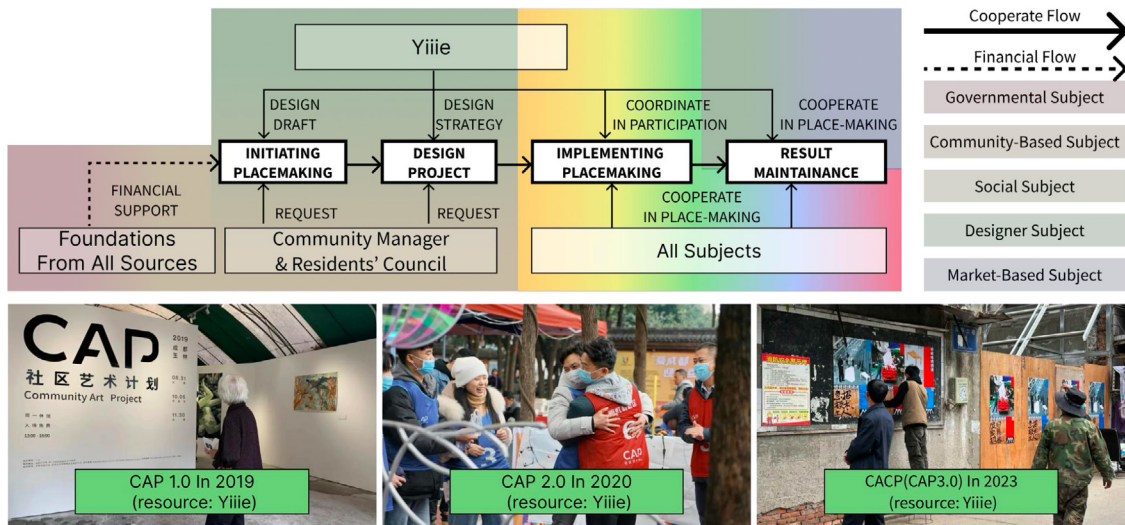 Yiiie
DESIGN
DRAFT
DESIGN
STRATEGY
COORDINATE
IN PARTICIPATION
COOPERATE
IN PLACE-MAKING
INITIATING
PLACEMAKING
DESIGN
PROJECT
IMPLEMENTING
PLACEMAKING
RESULT
MAINTAINANCE
FINANCIAL
SUPPORT
REQUEST
REQUEST
COOPERATE
IN PLACE-MAKING
Foundations
From All Sources
Community Manager
& Residents' Council
All Subjects
Cooperate Flow
Financial Flow
Governmental Subject
Community-Based Subject
Social Subject
Designer Subject
Market-Based Subject
CAP
2019
社区艺术计划
Community Art Project
CAP 1.0 In 2019
(resource: Yiiie)
CAP
CAP 2.0 In 2020
(resource: Yiiie)
CACP(CAP3.0) In 2023
(resource: Yiiie)